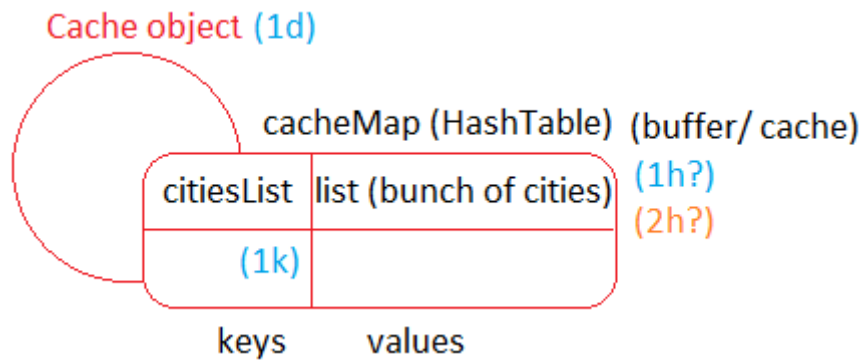 Cache object (1d)
cacheMap (HashTable) (buffer/ cache)
citiesList list (bunch of cities) (1h?)
(2h?)
(1k)
keys values